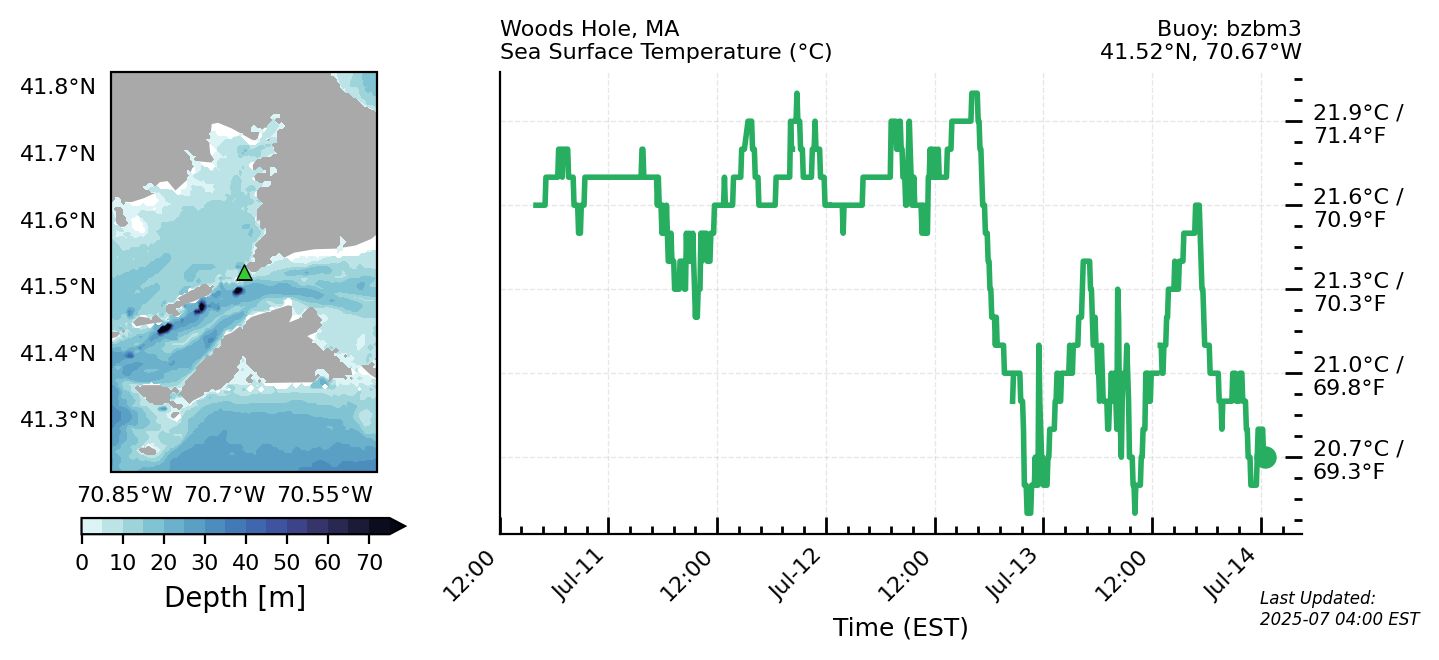 Woods Hole, MA
Sea Surface Temperature (°C)
Buoy: bzbm3
41.52°N, 70.67°W
41.8°N
41.7°N
41.6°N
41.5°N
41.4°N
41.3°N
70.85°W 70.7°W 70.55°W
0 10 20 30 40 50 60 70
Depth [m]
21.9°C /
71.4°F
21.6°C /
70.9°F
21.3°C /
70.3°F
21.0°C /
69.8°F
20.7°C /
69.3°F
12:00 Jul-11 12:00 Jul-12 12:00 Jul-13 12:00 Jul-14
Time (EST)
Last Updated:
2025-07 04:00 EST